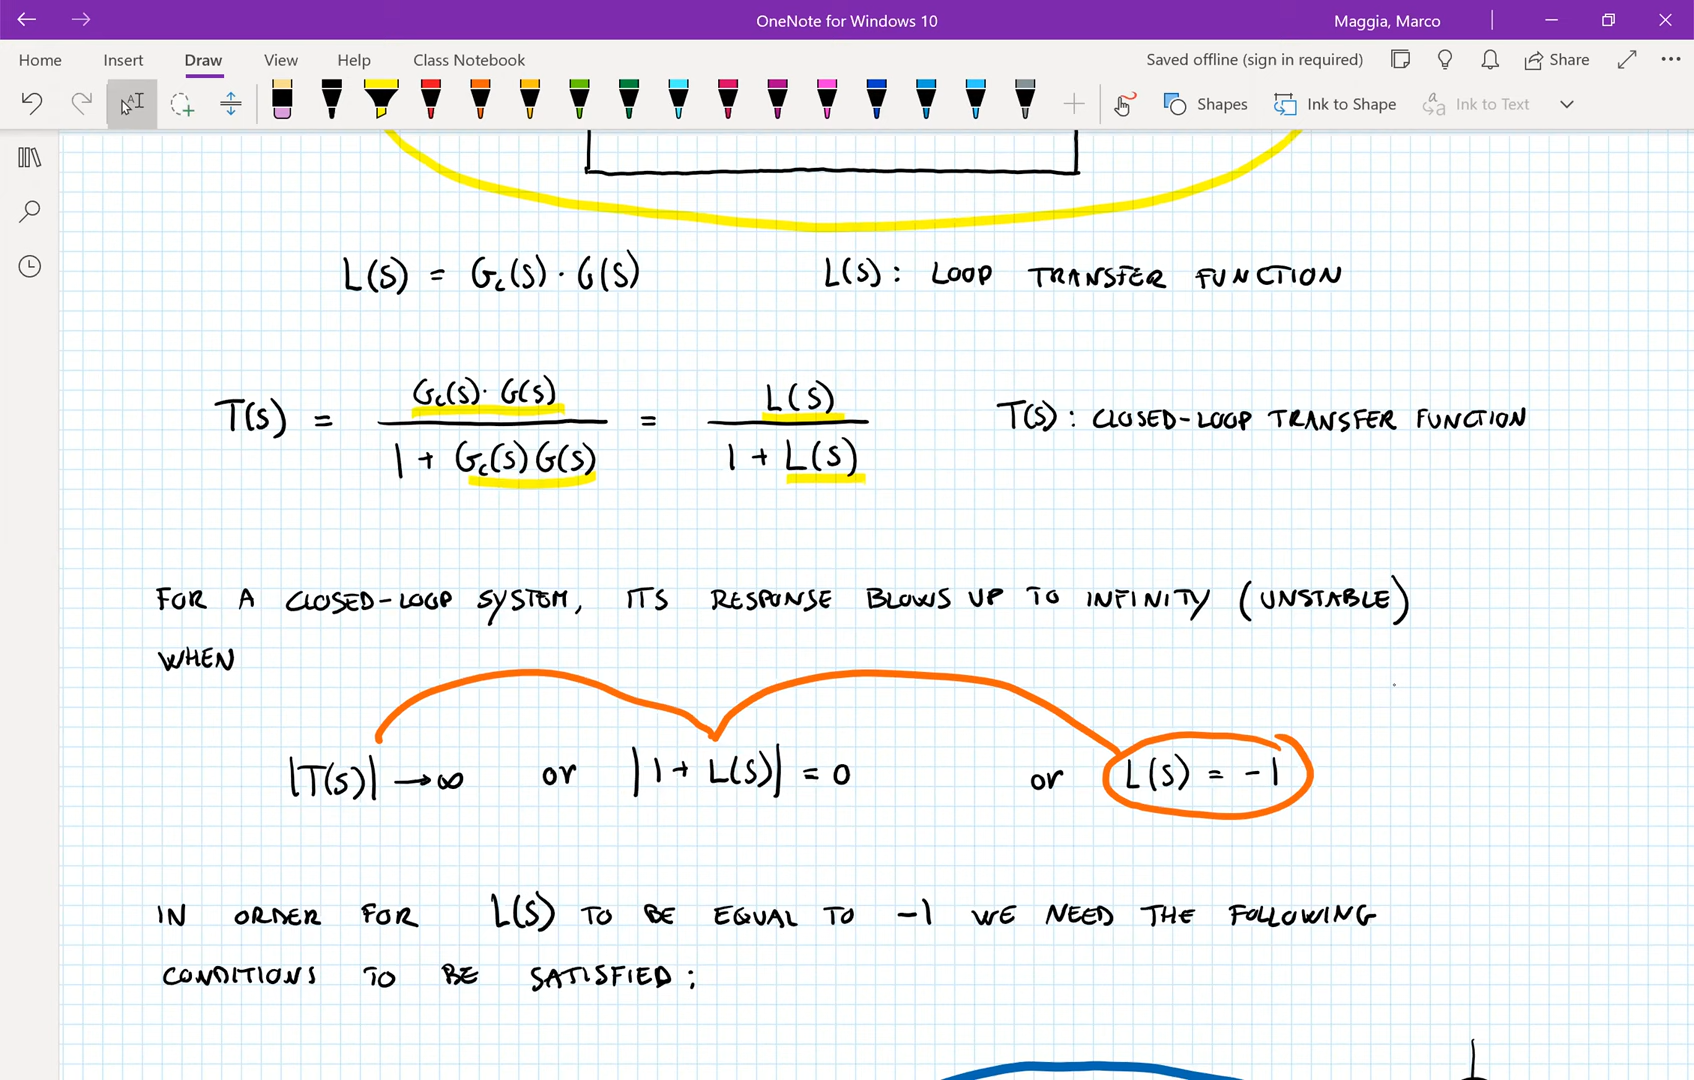 OneNote for Windows 10
Maggia, Marco
Home Insert Draw View Help Class Notebook
Saved offline (sign in required) Share
Shapes Ink to Shape Ink to Text
L(s) = Gc(s) · G(s)
L(s): LOOP TRANSFER FUNCTION
T(s) = Gc(s) · G(s) / 1 + Gc(s)G(s) = L(s) / 1 + L(s)
T(s): CLOSED-LOOP TRANSFER FUNCTION
FOR A CLOSED-LOOP SYSTEM, ITS RESPONSE BLOWS UP TO INFINITY (UNSTABLE)
WHEN
|T(s)| → ∞ or |1 + L(s)| = 0 or L(s) = -1
IN ORDER FOR L(s) TO BE EQUAL TO -1 WE NEED THE FOLLOWING
CONDITIONS TO BE SATISFIED: